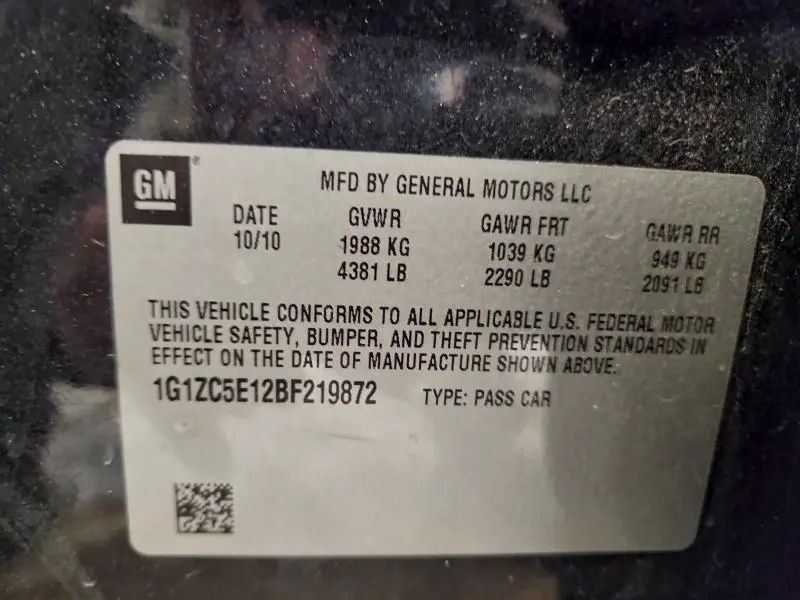 GM®
MFD BY GENERAL MOTORS LLC
DATE GVWR GAWR FRT GAWR RR
10/10 1988 KG 1039 KG 949 KG
4381 LB 2290 LB 2091 LB
THIS VEHICLE CONFORMS TO ALL APPLICABLE U.S. FEDERAL MOTOR
VEHICLE SAFETY, BUMPER, AND THEFT PREVENTION STANDARDS IN
EFFECT ON THE DATE OF MANUFACTURE SHOWN ABOVE.
1G1ZC5E12BF219872 TYPE: PASS CAR